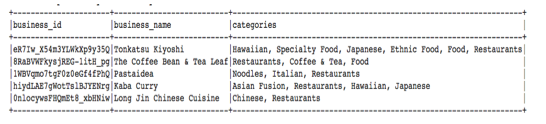 +----------------------+------------------------+--------------------------------------------------------------+
|business_id |business_name |categories |
+----------------------+------------------------+--------------------------------------------------------------+
|eR7Iw_X54m3YLWkXp9y35Q|Tonkatsu Kiyoshi |Hawaiian, Specialty Food, Japanese, Ethnic Food, Food, Restaurants|
|8RaBVWFkysjREG-litH_pg|The Coffee Bean & Tea Leaf|Restaurants, Coffee & Tea, Food |
|1WBVqmo7tgF0z0eGf4fPhQ|Pastaidea |Noodles, Italian, Restaurants |
|hiydLAE7gWotTslBJYENrg|Kaba Curry |Asian Fusion, Restaurants, Hawaiian, Japanese |
|0nlocywsFHQmEt8_xbHNiw|Long Jin Chinese Cuisine |Chinese, Restaurants |
+----------------------+------------------------+--------------------------------------------------------------+